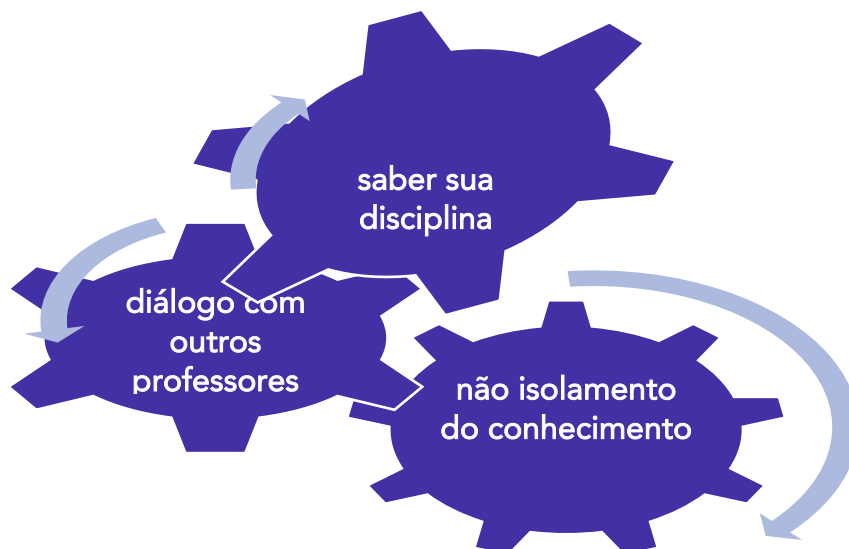 saber sua
disciplina
diálogo com
outros
professores
não isolamento
do conhecimento